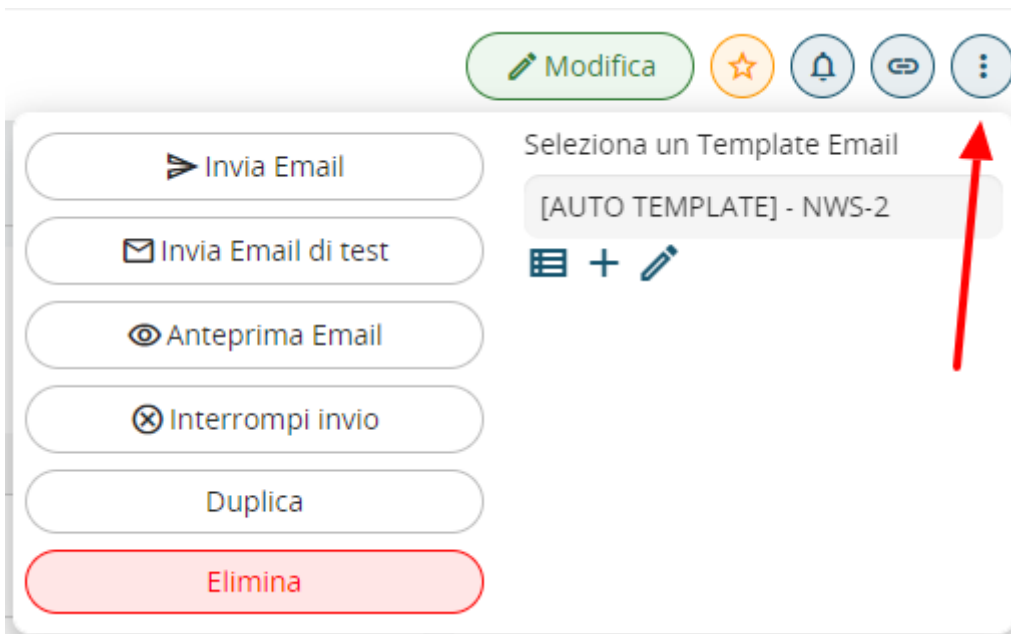 Modifica
Invia Email
Invia Email di test
Anteprima Email
Interrompi invio
Duplica
Elimina
Seleziona un Template Email
[AUTO TEMPLATE] - NWS-2